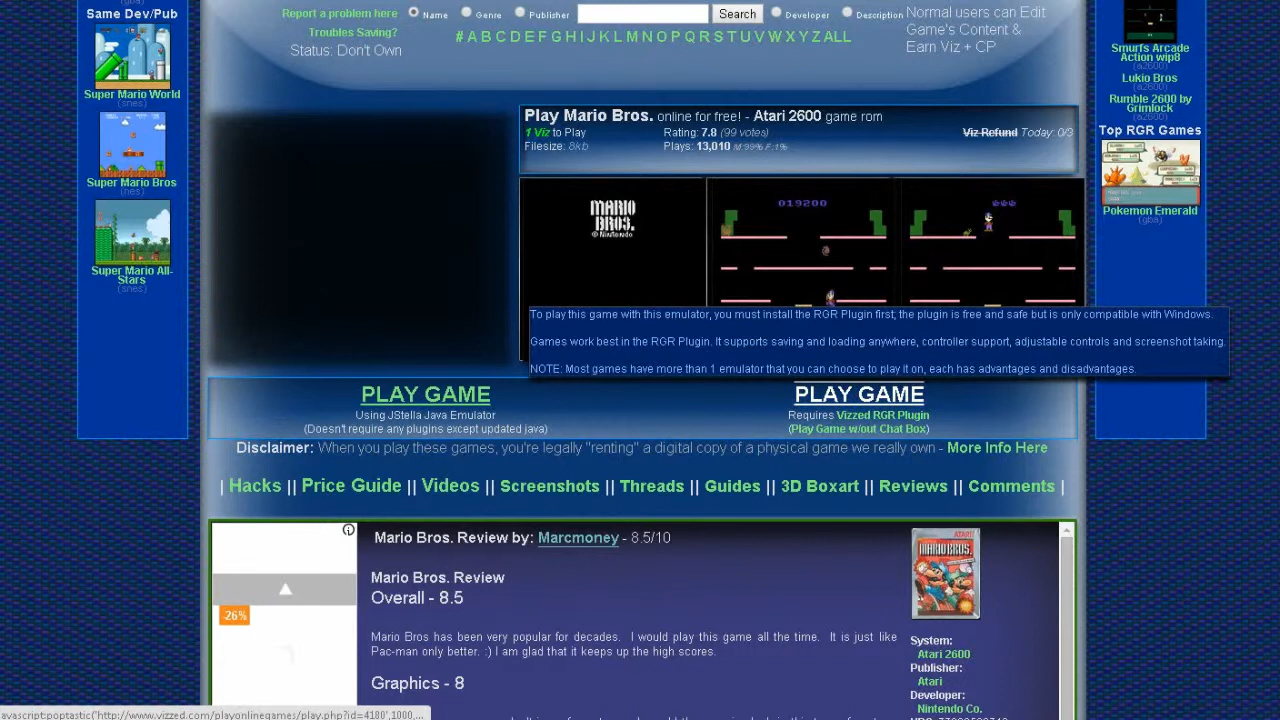 Same Dev/Pub
Super Mario World
(snes)
Super Mario Bros
(nes)
Super Mario All-
Stars
(snes)
Report a problem here
Troubles Saving?
Status: Don't Own
Name Genre Publisher Search Developer Description
# A B C D E F G H I J K L M N O P Q R S T U V W X Y Z ALL
Normal users can Edit
Game's Content &
Earn Viz + CP
Smurfs Arcade
Action wip8
(a2600)
Lukio Bros
(a2600)
Rumble 2600 by
Grimlock
(a2600)
Top RGR Games
Pokemon Emerald
(gba)
Play Mario Bros. online for free! - Atari 2600 game rom
1 Viz to Play
Rating: 7.8 (99 votes)
Viz Refund Today: 0/3
Filesize: 8kb
Plays: 13,010 M:99% F:1%
MARIO
BROS.
© Nintendo
019200
666
To play this game with this emulator, you must install the RGR Plugin first; the plugin is free and safe but is only compatible with Windows.
Games work best in the RGR Plugin. It supports saving and loading anywhere, controller support, adjustable controls and screenshot taking.
NOTE: Most games have more than 1 emulator that you can choose to play it on, each has advantages and disadvantages.
PLAY GAME
Using JStella Java Emulator
(Doesn't require any plugins except updated java)
PLAY GAME
Requires Vizzed RGR Plugin
(Play Game w/out Chat Box)
Disclaimer: When you play these games, you're legally "renting" a digital copy of a physical game we really own - More Info Here
| Hacks || Price Guide || Videos || Screenshots || Threads || Guides || 3D Boxart || Reviews || Comments |
-26%
Mario Bros. Review by: Marcmoney - 8.5/10
Mario Bros. Review
Overall - 8.5
Mario Bros has been very popular for decades. I would play this game all the time. It is just like
Pac-man only better. :) I am glad that it keeps up the high scores.
Graphics - 8
ATARI
MARIO BROS.
System:
Atari 2600
Publisher:
Atari
Developer:
Nintendo Co.
avascript:poptastic("http://www.vizzed.com/playonlinegames/play.php?id=4181_1000,...